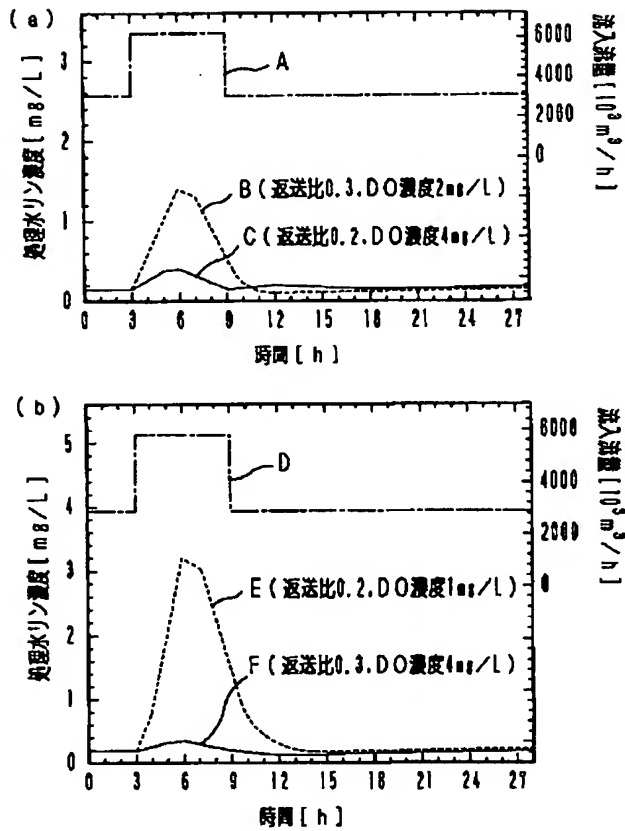 (a)
処理水リン濃度[mg/L]
3
2
1
0
A
B(返送比0.3.DO濃度2mg/L)
C(返送比0.2.DO濃度4mg/L)
6000
4000
2000
0
流入流量[10³m³/h]
0 3 6 9 12 15 18 21 24 27
時間[h]
(b)
処理水リン濃度[mg/L]
5
4
3
2
1
0
D
E(返送比0.2.DO濃度1mg/L)
F(返送比0.3.DO濃度4mg/L)
6000
4000
2000
0
流入流量[10³m³/h]
0 3 6 9 12 15 18 21 24 27
時間[h]